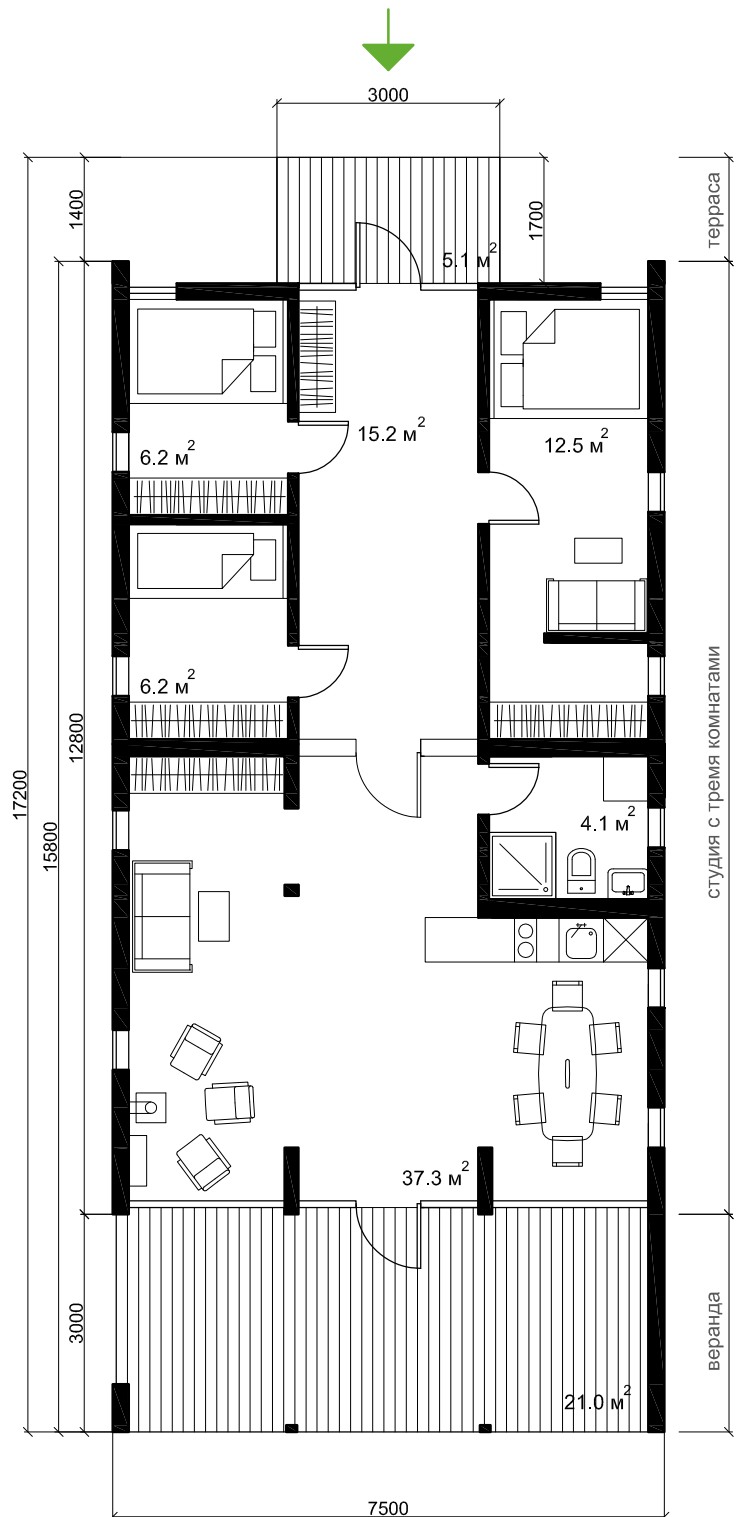 3000
1400
1700
терраса
5.1 м²
15.2 м²
6.2 м²
12.5 м²
6.2 м²
17200
15800
12800
студия с тремя комнатами
4.1 м²
37.3 м²
3000
веранда
21.0 м²
7500